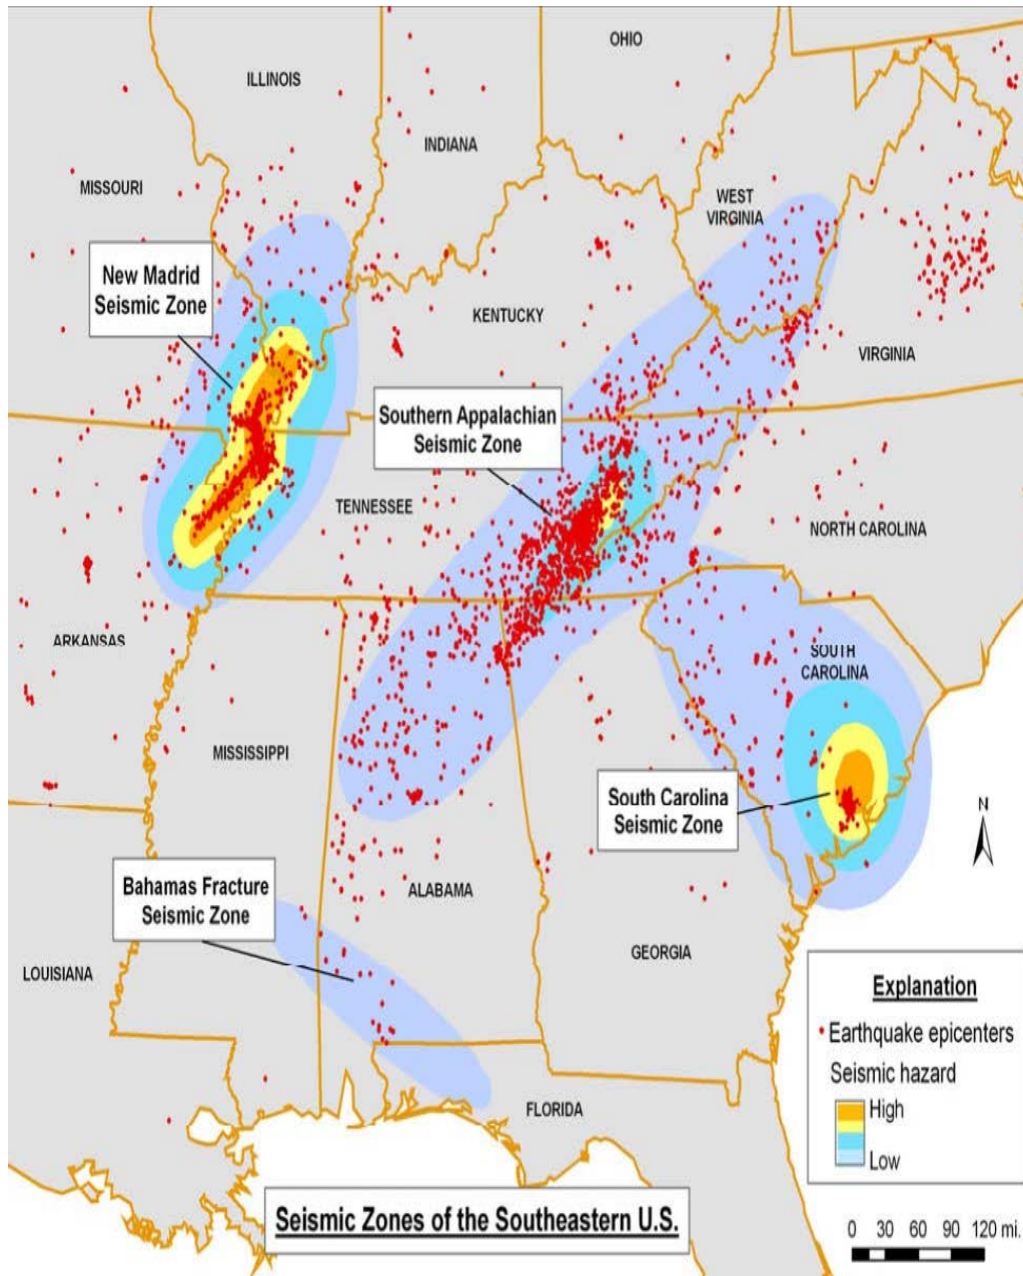 OHIO
ILLINOIS
INDIANA
MISSOURI
WEST
VIRGINIA
New Madrid
Seismic Zone
KENTUCKY
VIRGINIA
Southern Appalachian
Seismic Zone
TENNESSEE
NORTH CAROLINA
ARKANSAS
SOUTH
CAROLINA
MISSISSIPPI
South Carolina
Seismic Zone
N
Bahamas Fracture
Seismic Zone
ALABAMA
GEORGIA
LOUISIANA
Explanation
Earthquake epicenters
Seismic hazard
High
Low
FLORIDA
Seismic Zones of the Southeastern U.S.
0 30 60 90 120 mi.